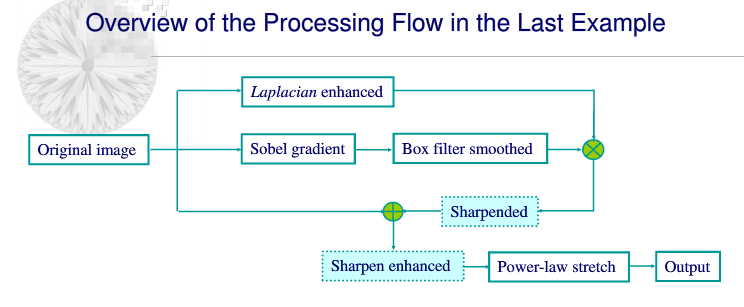 Overview of the Processing Flow in the Last Example
Laplacian enhanced
Original image
Sobel gradient
Box filter smoothed
Sharpended
Sharpen enhanced
Power-law stretch
Output